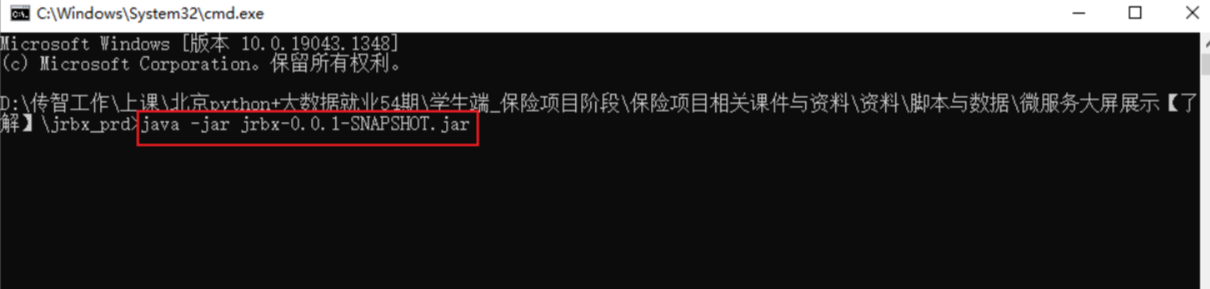 C:\Windows\System32\cmd.exe
Microsoft Windows [版本 10.0.19043.1348]
(c) Microsoft Corporation。保留所有权利。
D:\传智工作\上课\北京python+大数据就业54期\学生端_保险项目阶段\保险项目相关课件与资料\资料\脚本与数据\微服务大屏展示【了
解】\jrbx_prd>java -jar jrbx-0.0.1-SNAPSHOT.jar